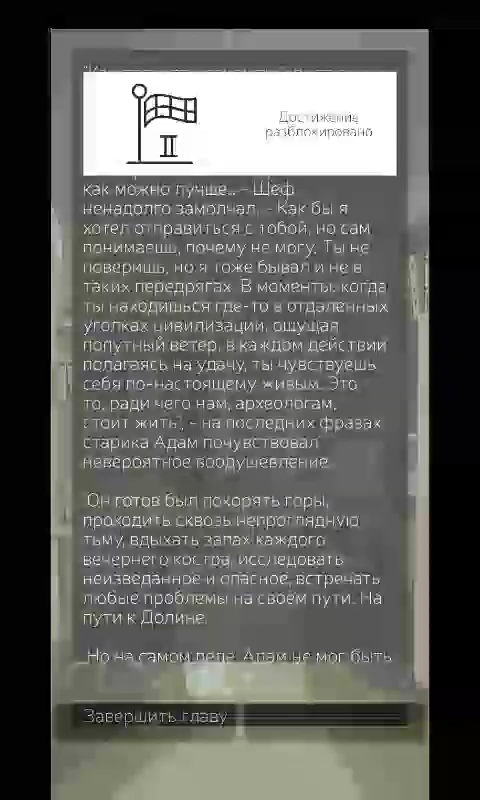 II
Достижение
разблокировано
как можно лучше... - Шеф
ненадолго замолчал. - Как бы я
хотел отправиться с тобой, но сам
понимаешь, почему не могу. Ты не
поверишь, но я тоже бывал и не в
таких передрягах. В моменты, когда
ты находишься где-то в отдаленных
уголках цивилизации, ощущая
попутный ветер, в каждом действии
полагаясь на удачу, ты чувствуешь
себя по-настоящему живым. Это
то, ради чего нам, археологам,
стоит жить", - на последних фразах
старика Адам почувствовал
невероятное воодушевление.
Он готов был покорять горы,
проходить сквозь непроглядную
тьму, вдыхать запах каждого
вечернего костра, исследовать
неизведанное и опасное, встречать
любые проблемы на своём пути. На
пути к Долине.
Но на самом деле, Адам не мог быть
Завершить главу